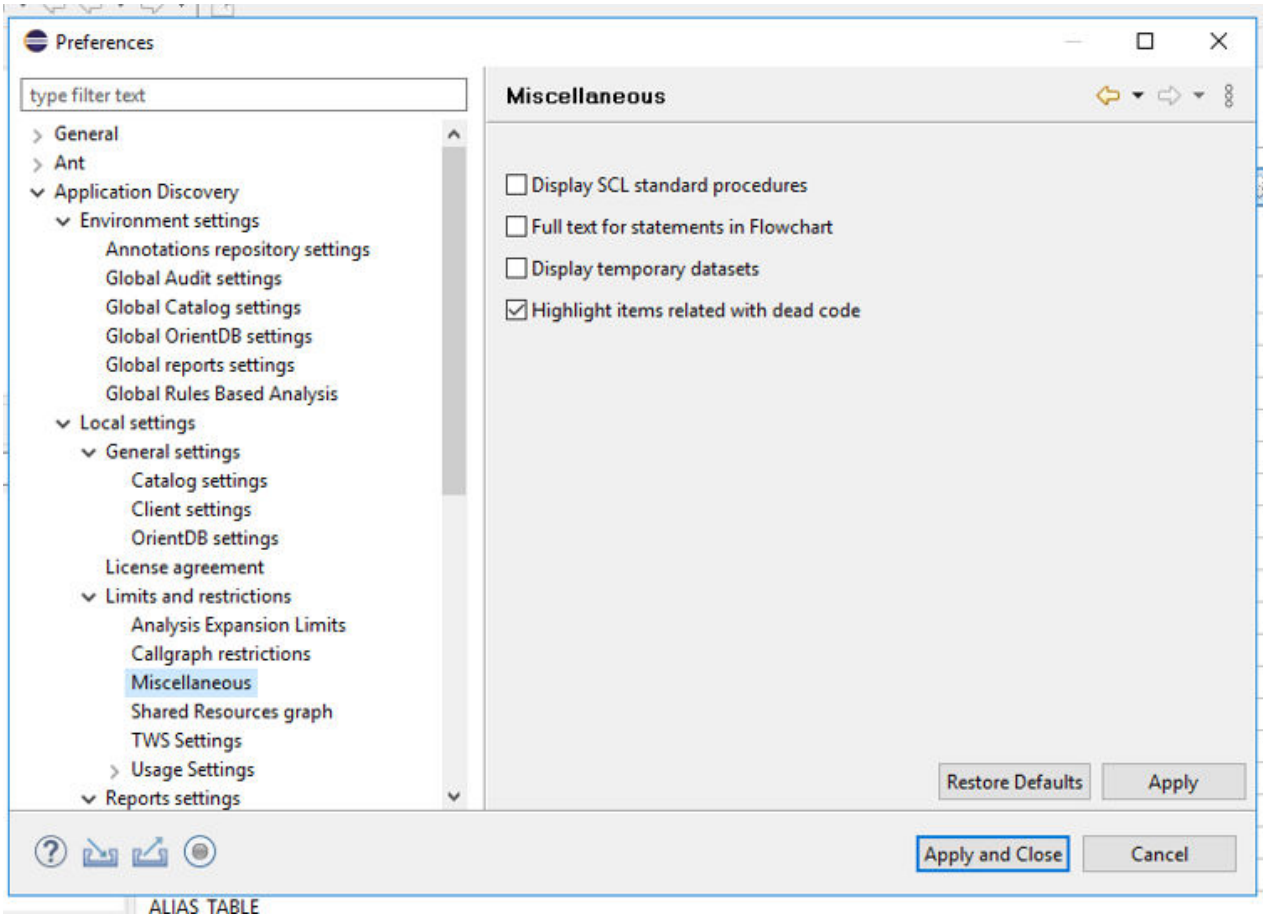 Preferences
type filter text
General
Ant
Application Discovery
Environment settings
Annotations repository settings
Global Audit settings
Global Catalog settings
Global OrientDB settings
Global reports settings
Global Rules Based Analysis
Local settings
General settings
Catalog settings
Client settings
OrientDB settings
License agreement
Limits and restrictions
Analysis Expansion Limits
Callgraph restrictions
Miscellaneous
Shared Resources graph
TWS Settings
Usage Settings
Reports settings
Miscellaneous
Display SCL standard procedures
Full text for statements in Flowchart
Display temporary datasets
Highlight items related with dead code
Restore Defaults
Apply
Apply and Close
Cancel
ALIAS TABLE